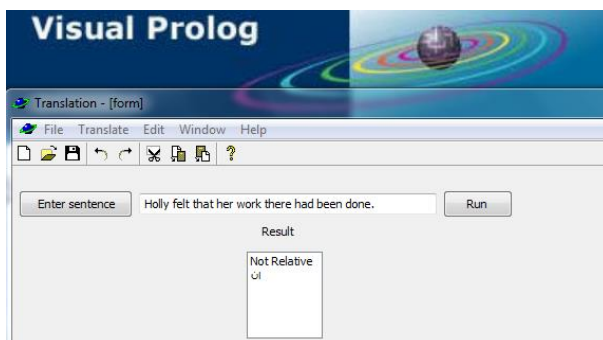 Visual Prolog
Translation - [form]
File Translate Edit Window Help
Enter sentence Holly felt that her work there had been done. Run
Result
Not Relative
ان